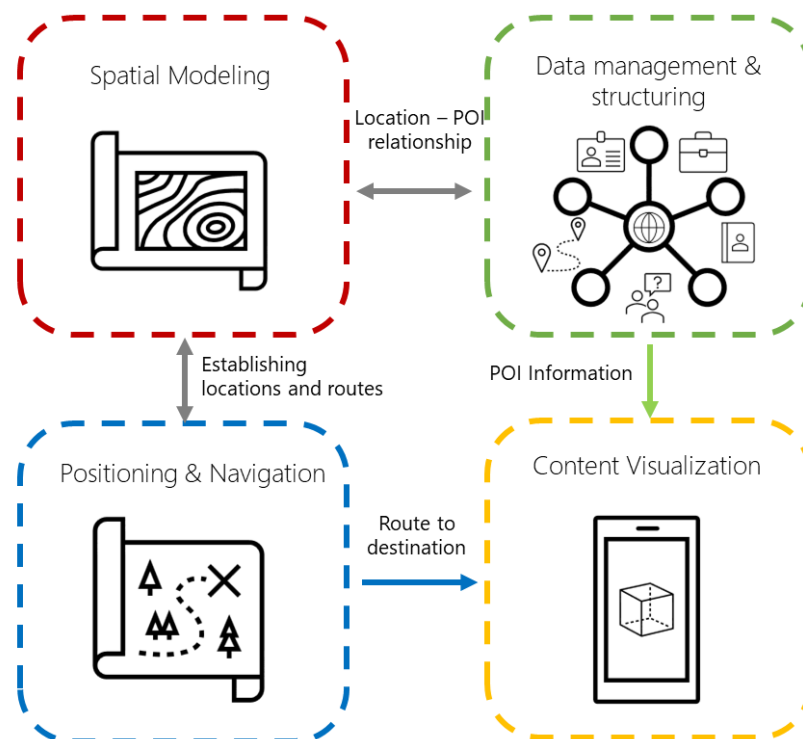 Spatial Modeling
Data management &
structuring
Location – POI
relationship
?
Establishing
locations and routes
POI Information
Positioning & Navigation
Content Visualization
Route to
destination